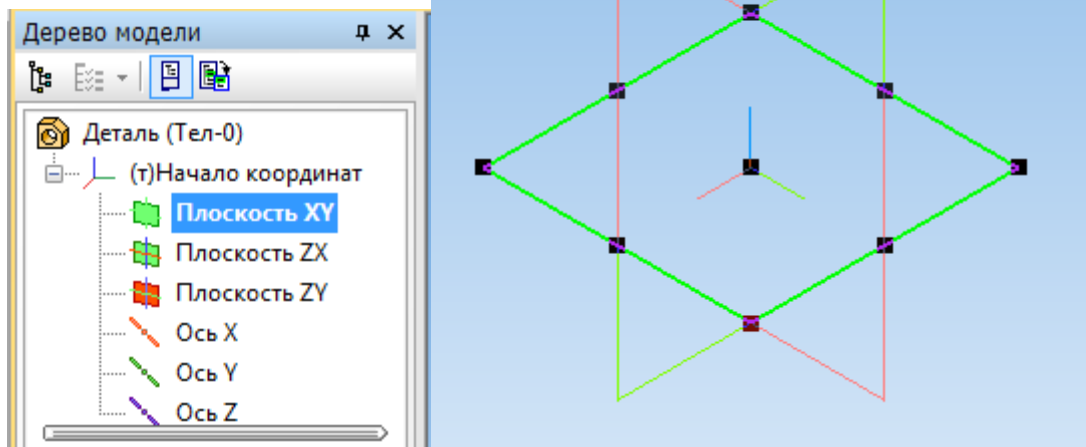 Дерево модели
Деталь (Тел-0)
(т)Начало координат
Плоскость XY
Плоскость ZX
Плоскость ZY
Ось X
Ось Y
Ось Z